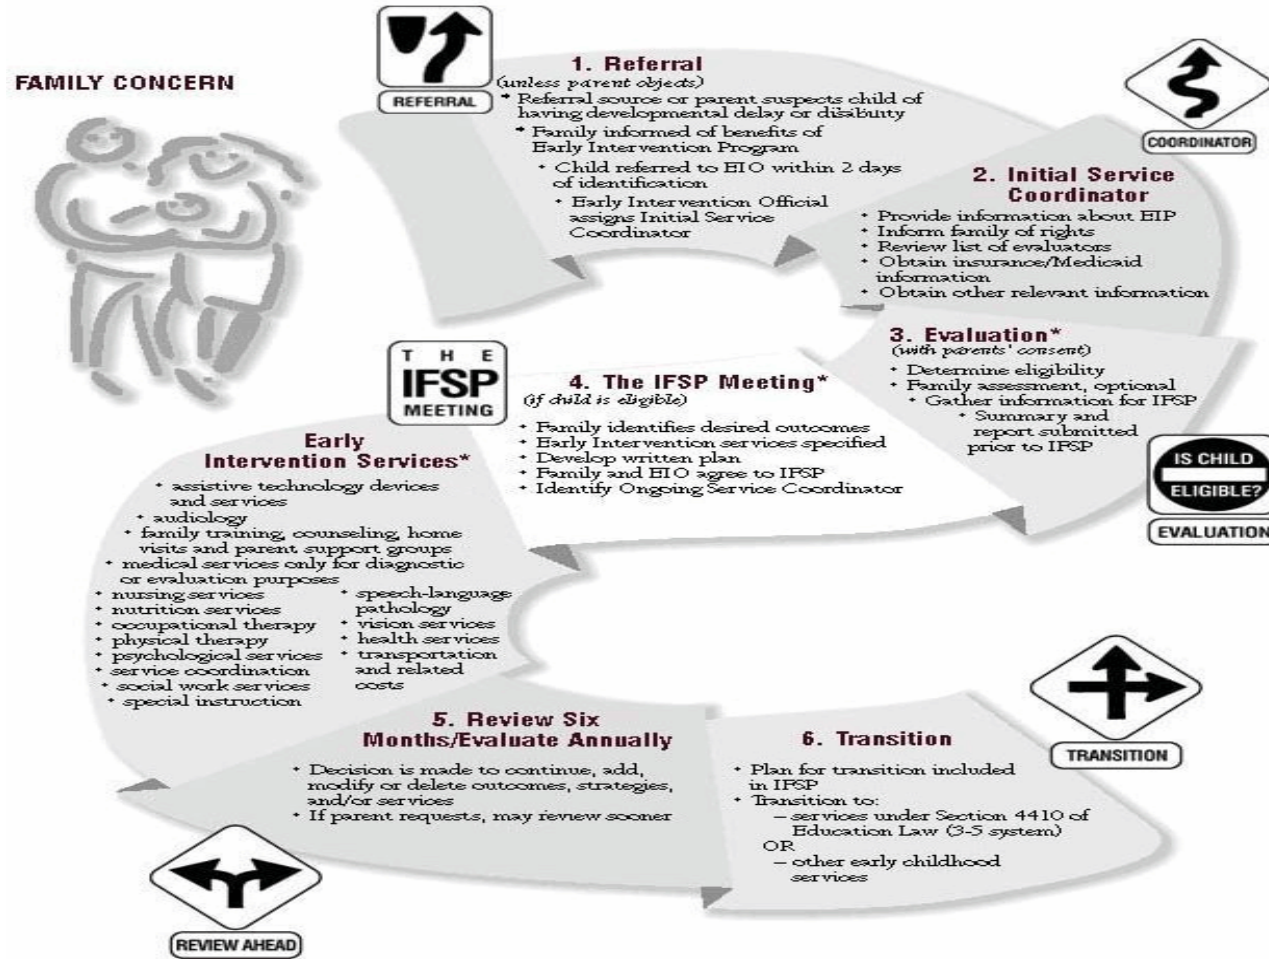 FAMILY CONCERN
REFERRAL
1. Referral
(unless parent objects)
Referral source or parent suspects child of
having developmental delay or disability
Family informed of benefits of
Early Intervention Program
Child referred to EIO within 2 days
of identification
Early Intervention Official
assigns Initial Service
Coordinator
COORDINATOR
2. Initial Service
Coordinator
• Provide information about EIP
• Inform family of rights
• Review list of evaluators
• Obtain insurance/Medicaid
information
• Obtain other relevant information
3. Evaluation*
(with parents' consent)
• Determine eligibility
• Family assessment, optional
• Gather information for IFSP
• Summary and
report submitted
prior to IFSP
IS CHILD
ELIGIBLE?
EVALUATION
THE
IFSP
MEETING
4. The IFSP Meeting*
(if child is eligible)
• Family identifies desired outcomes
• Early Intervention services specified
• Develop written plan
• Family and EIO agree to IFSP
• Identify Ongoing Service Coordinator
Early
Intervention Services*
• assistive technology devices
and services
• audiology
• family training, counseling, home
visits and parent support groups
• medical services only for diagnostic
or evaluation purposes
• nursing services
• nutrition services
• occupational therapy
• physical therapy
• psychological services
• service coordination
• social work services
• special instruction
• speech-language
pathology
• vision services
• health services
• transportation
and related
costs
5. Review Six
Months/Evaluate Annually
• Decision is made to continue, add,
modify or delete outcomes, strategies,
and/or services
• If parent requests, may review sooner
REVIEW AHEAD
6. Transition
• Plan for transition included
in IFSP
• Transition to:
– services under Section 4410 of
Education Law (3-5 system)
OR
– other early childhood
services
TRANSITION